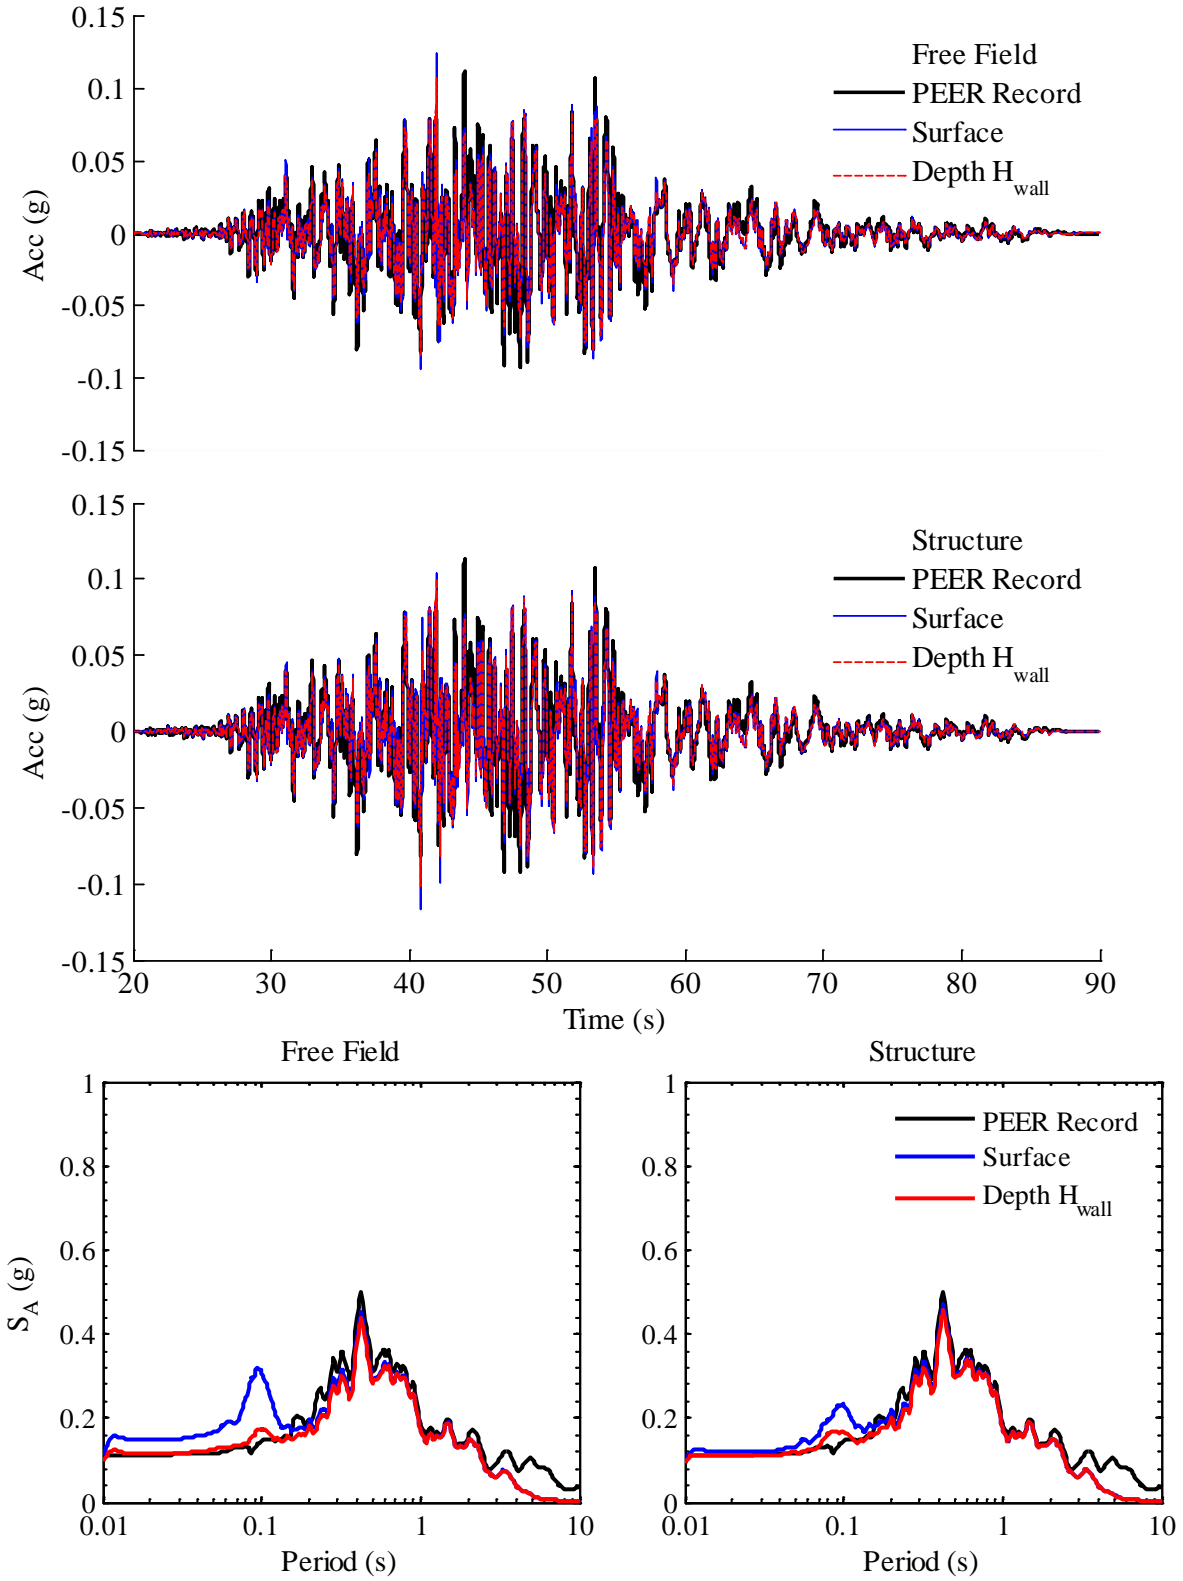 0.15
0.1
0.05
0
-0.05
-0.1
-0.15
Acc (g)
Free Field
PEER Record
Surface
Depth H wall
0.15
0.1
0.05
0
-0.05
-0.1
-0.15
Acc (g)
Structure
PEER Record
Surface
Depth H wall
20 30 40 50 60 70 80 90
Time (s)
Free Field
1
0.8
0.6
0.4
0.2
0
S A (g)
0.01 0.1 1 10
Period (s)
Structure
PEER Record
Surface
Depth H wall
1
0.8
0.6
0.4
0.2
0
0.01 0.1 1 10
Period (s)